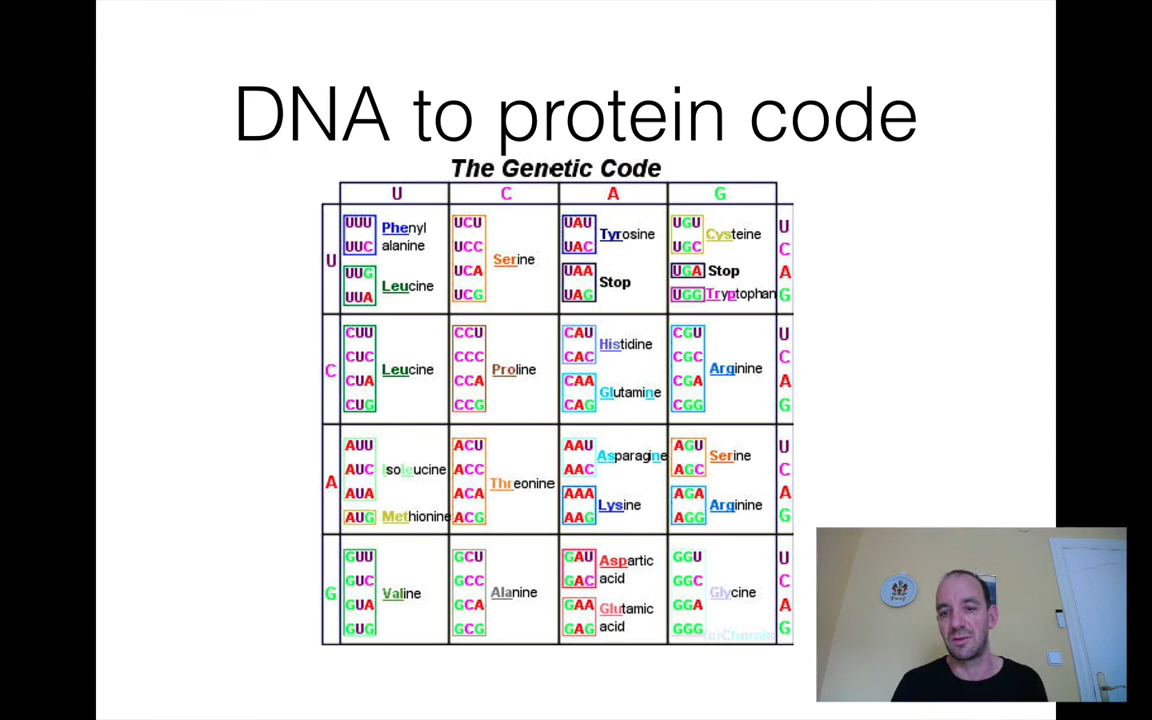 DNA to protein code
The Genetic Code
U C A G
U
UUU
UUC
Phenyl
alanine
UUG
UUA
Leucine
UCU
UCC
UCA
UCG
Serine
UAU
UAC
Tyrosine
UAA
UAG
Stop
UGU
UGC
Cysteine
UGA Stop
UGG Tryptophan
U
C
A
G
C
CUU
CUC
CUA
CUG
Leucine
CCU
CCC
CCA
CCG
Proline
CAU
CAC
Histidine
CAA
CAG
Glutamine
CGU
CGC
CGA
CGG
Arginine
U
C
A
G
A
AUU
AUC
AUA
Isoleucine
AUG Methionine
ACU
ACC
ACA
ACG
Threonine
AAU
AAC
Asparagine
AAA
AAG
Lysine
AGU
AGC
Serine
AGA
AGG
Arginine
U
C
A
G
G
GUU
GUC
GUA
GUG
Valine
GCU
GCC
GCA
GCG
Alanine
GAU
GAC
Aspartic
acid
GAA
GAG
Glutamic
acid
GGU
GGC
GGA
GGG
Glycine
U
C
A
G